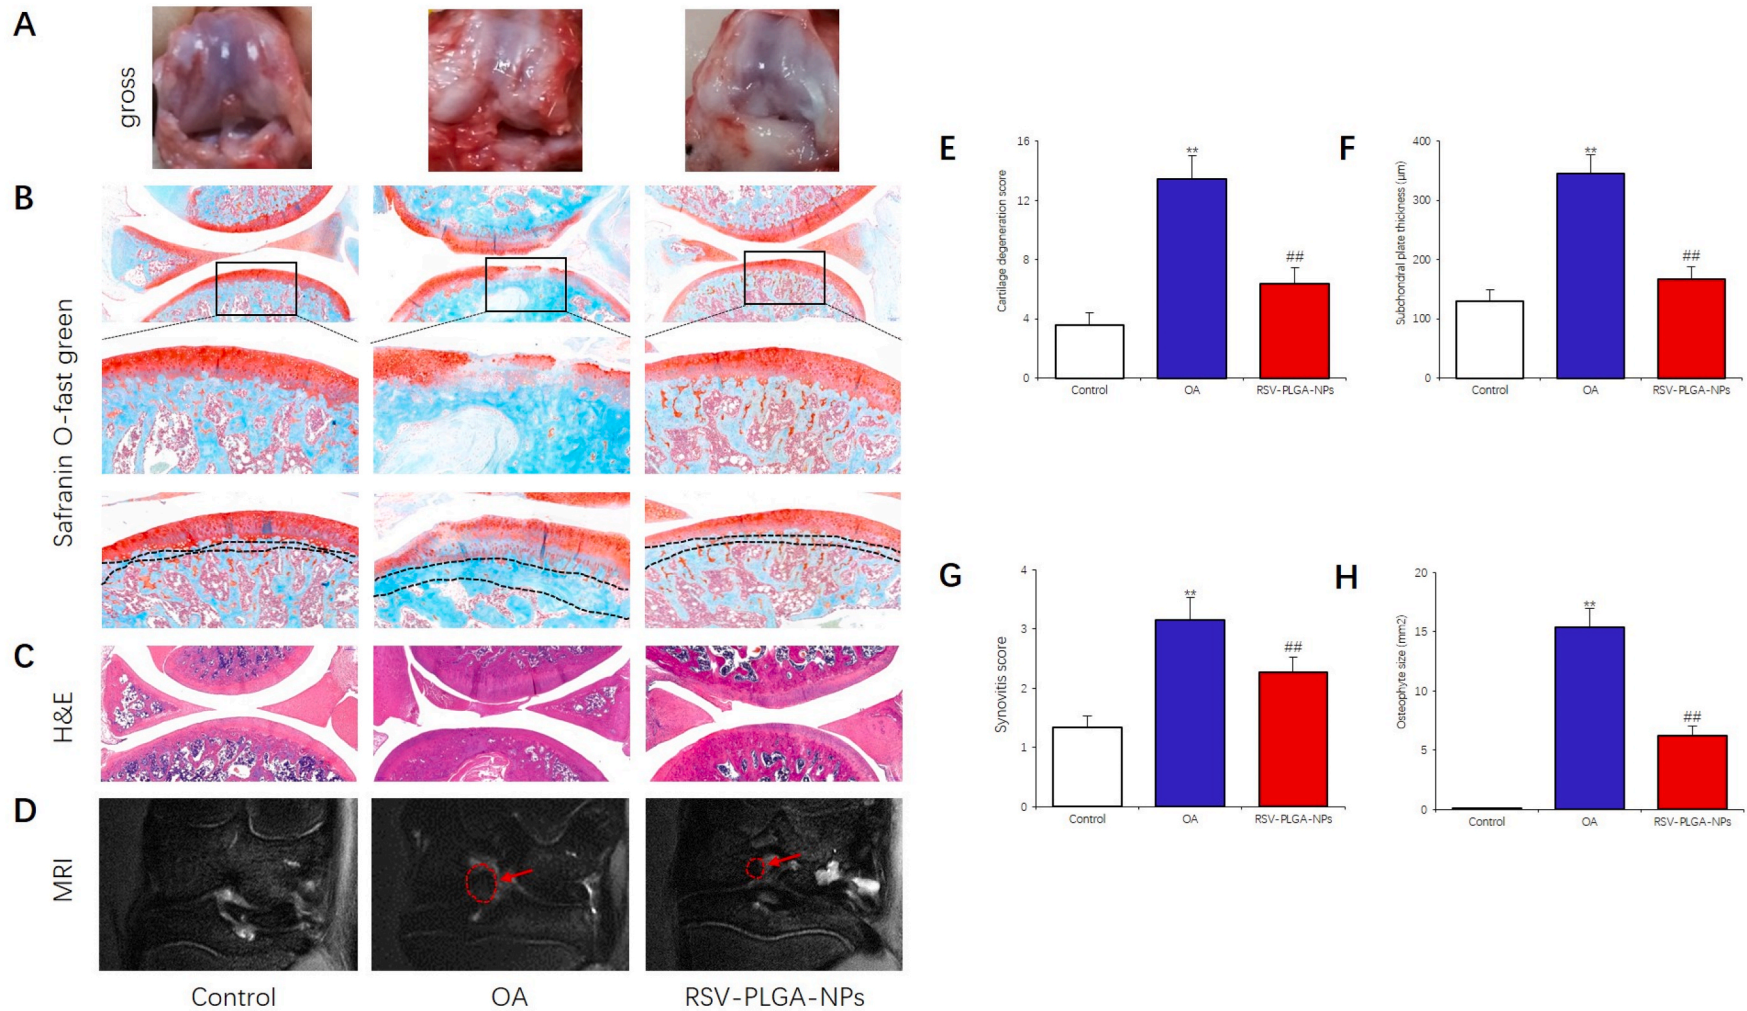 A
gross
B
Safranin O-fast green
C
H&E
D
MRI
Control
OA
RSV-PLGA-NPs
E
Cartilage degeneration score
16
12
8
4
0
**
##
Control
OA
RSV-PLGA-NPs
F
Subchondral plate thickness (μm)
400
300
200
100
0
**
##
Control
OA
RSV-PLGA-NPs
G
Synovitis score
4
3
2
1
0
**
##
Control
OA
RSV-PLGA-NPs
H
Osteophyte size (mm2)
20
15
10
5
0
**
##
Control
OA
RSV-PLGA-NPs